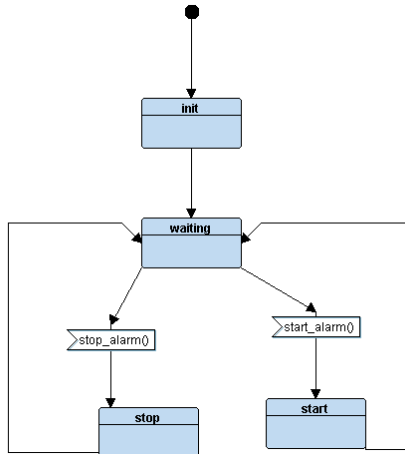 init
waiting
stop_alarm()
start_alarm()
stop
start